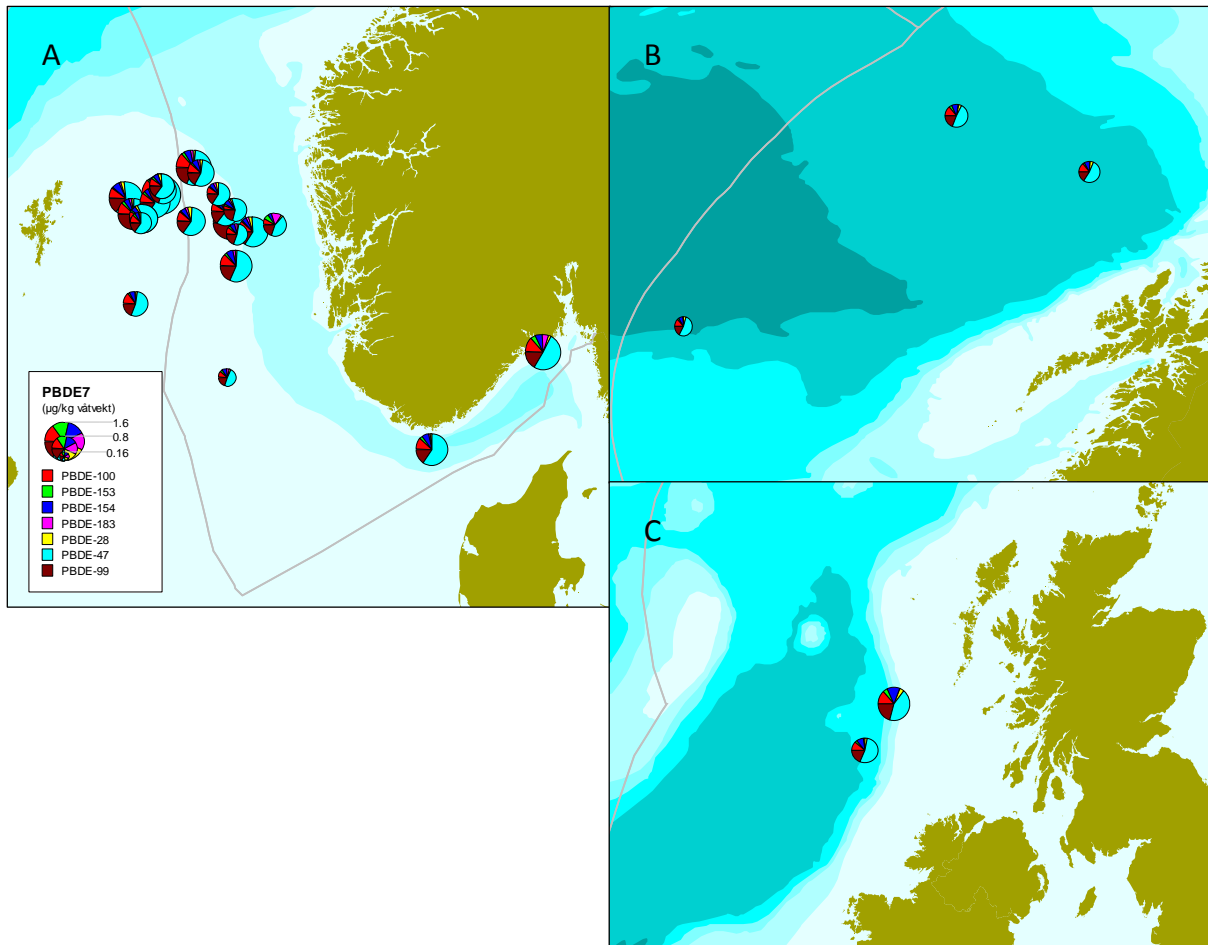 A
B
C
PBDE7
(µg/kg våtvekt)
1.6
0.8
0.16
PBDE-100
PBDE-153
PBDE-154
PBDE-183
PBDE-28
PBDE-47
PBDE-99